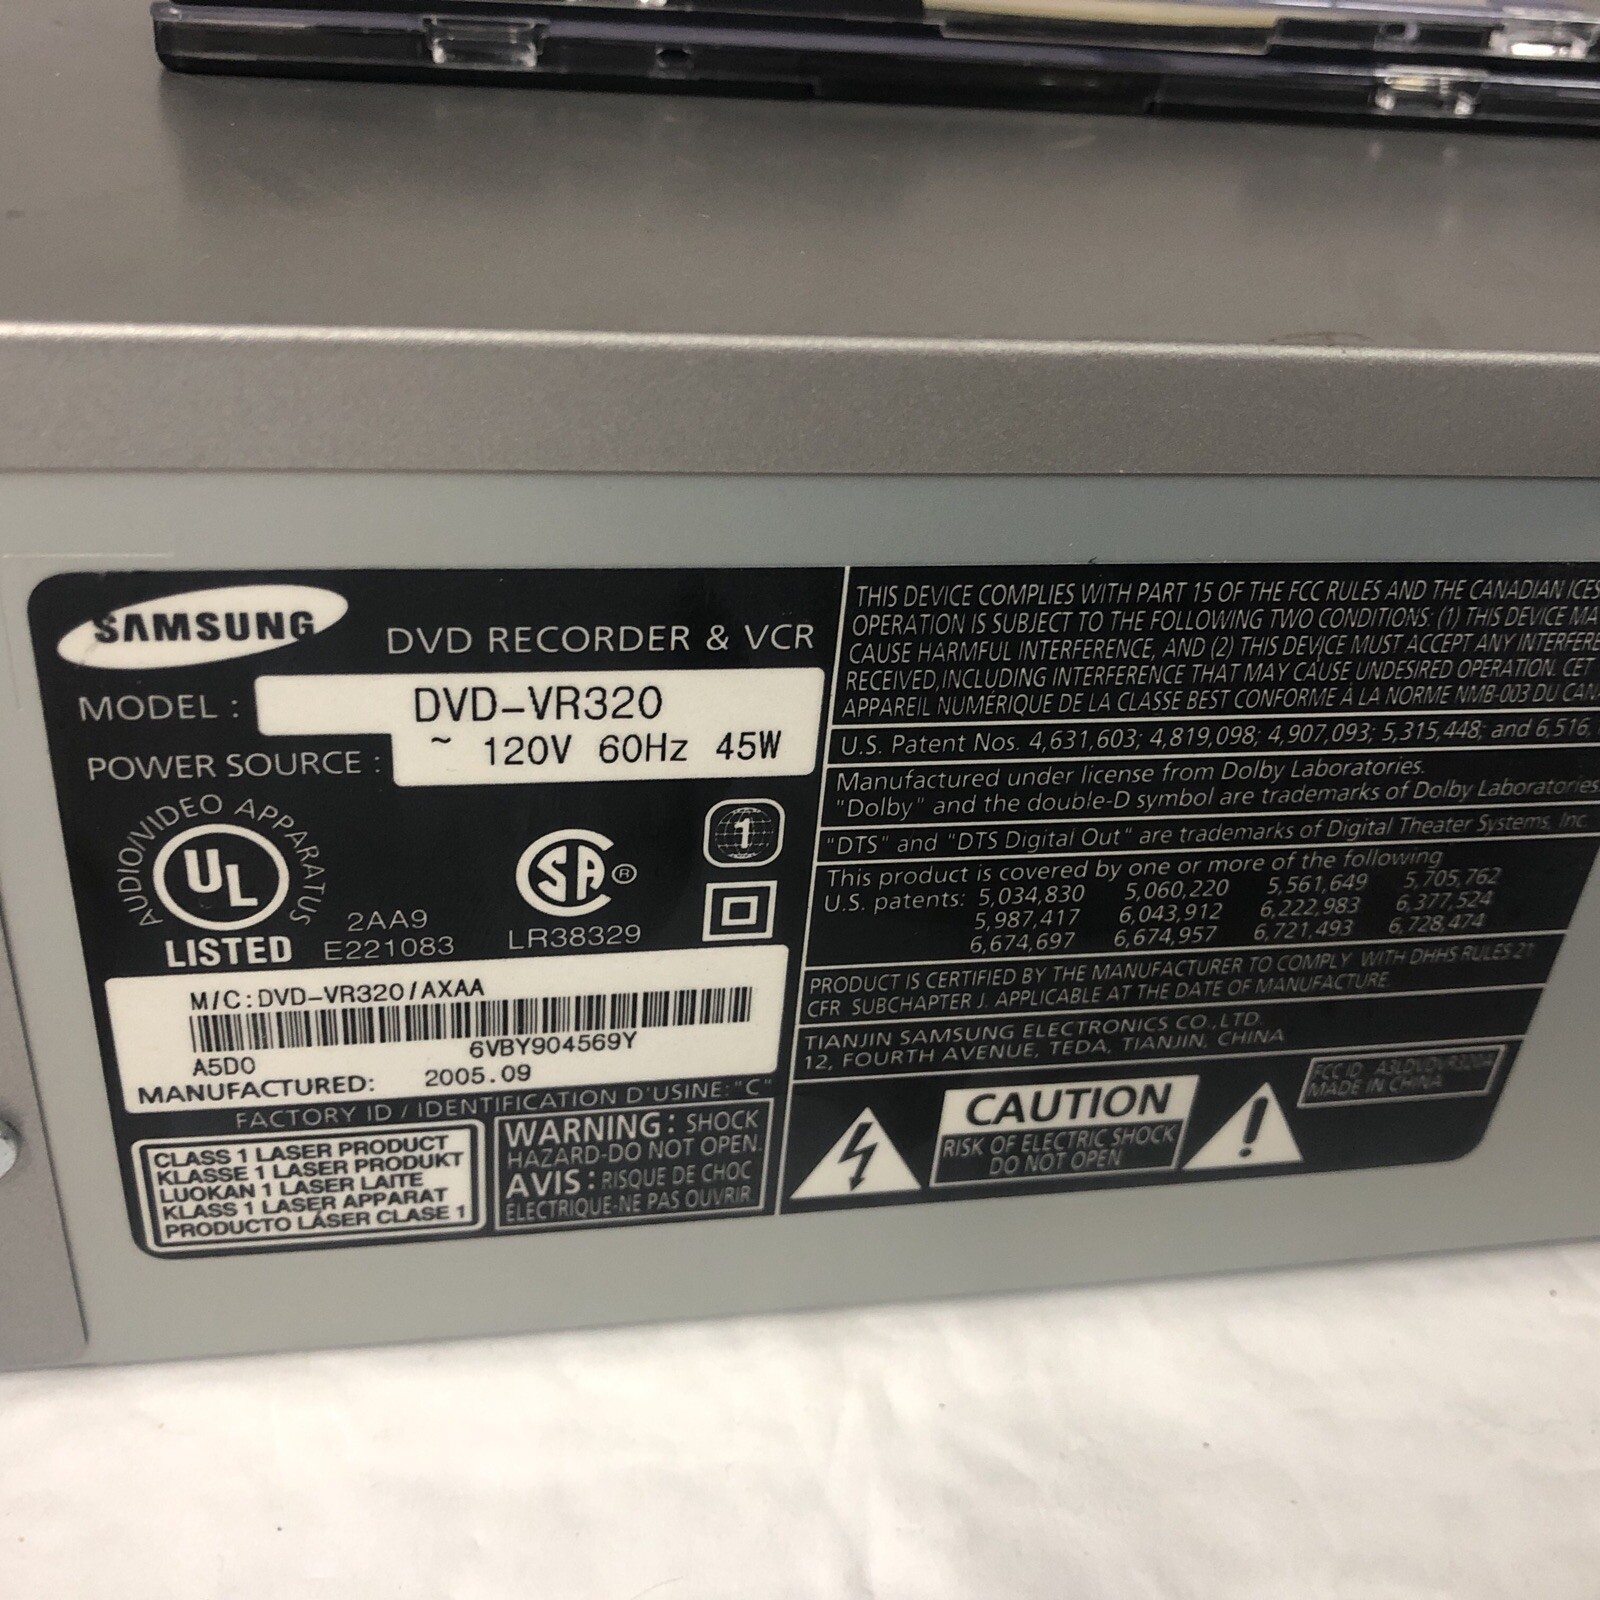 SAMSUNG
DVD RECORDER & VCR
MODEL : DVD-VR320
POWER SOURCE : ~ 120V 60Hz 45W
AUDIO/VIDEO APPARATUS
UL
LISTED
2AA9
E221083
SA ®
LR38329
1
M/C:DVD-VR320/AXAA
6VBY904569Y
A5D0
MANUFACTURED: 2005.09
FACTORY ID / IDENTIFICATION D'USINE: "C"
CLASS 1 LASER PRODUCT
KLASSE 1 LASER PRODUKT
LUOKAN 1 LASER LAITE
KLASS 1 LASER APPARAT
PRODUCTO LÁSER CLASE 1
WARNING : SHOCK
HAZARD-DO NOT OPEN.
AVIS : RISQUE DE CHOC
ÉLECTRIQUE-NE PAS OUVRIR.
THIS DEVICE COMPLIES WITH PART 15 OF THE FCC RULES AND THE CANADIAN ICES
OPERATION IS SUBJECT TO THE FOLLOWING TWO CONDITIONS: (1) THIS DEVICE MA
CAUSE HARMFUL INTERFERENCE, AND (2) THIS DEVICE MUST ACCEPT ANY INTERFERE
RECEIVED, INCLUDING INTERFERENCE THAT MAY CAUSE UNDESIRED OPERATION. CET
APPAREIL NUMÉRIQUE DE LA CLASSE BEST CONFORME À LA NORME NMB-003 DU CAN
U.S. Patent Nos. 4,631,603; 4,819,098; 4,907,093; 5,315,448; and 6,516,
Manufactured under license from Dolby Laboratories.
"Dolby" and the double-D symbol are trademarks of Dolby Laboratories.
"DTS" and "DTS Digital Out" are trademarks of Digital Theater Systems, Inc.
This product is covered by one or more of the following
U.S. patents: 5,034,830 5,060,220 5,561,649 5,705,762
5,987,417 6,043,912 6,222,983 6,377,524
6,674,697 6,674,957 6,721,493 6,728,474
PRODUCT IS CERTIFIED BY THE MANUFACTURER TO COMPLY WITH DHHS RULES 21
CFR SUBCHAPTER J. APPLICABLE AT THE DATE OF MANUFACTURE.
TIANJIN SAMSUNG ELECTRONICS CO.,LTD.
12, FOURTH AVENUE, TEDA, TIANJIN, CHINA
CAUTION
RISK OF ELECTRIC SHOCK
DO NOT OPEN
FCC ID
MADE IN CHINA